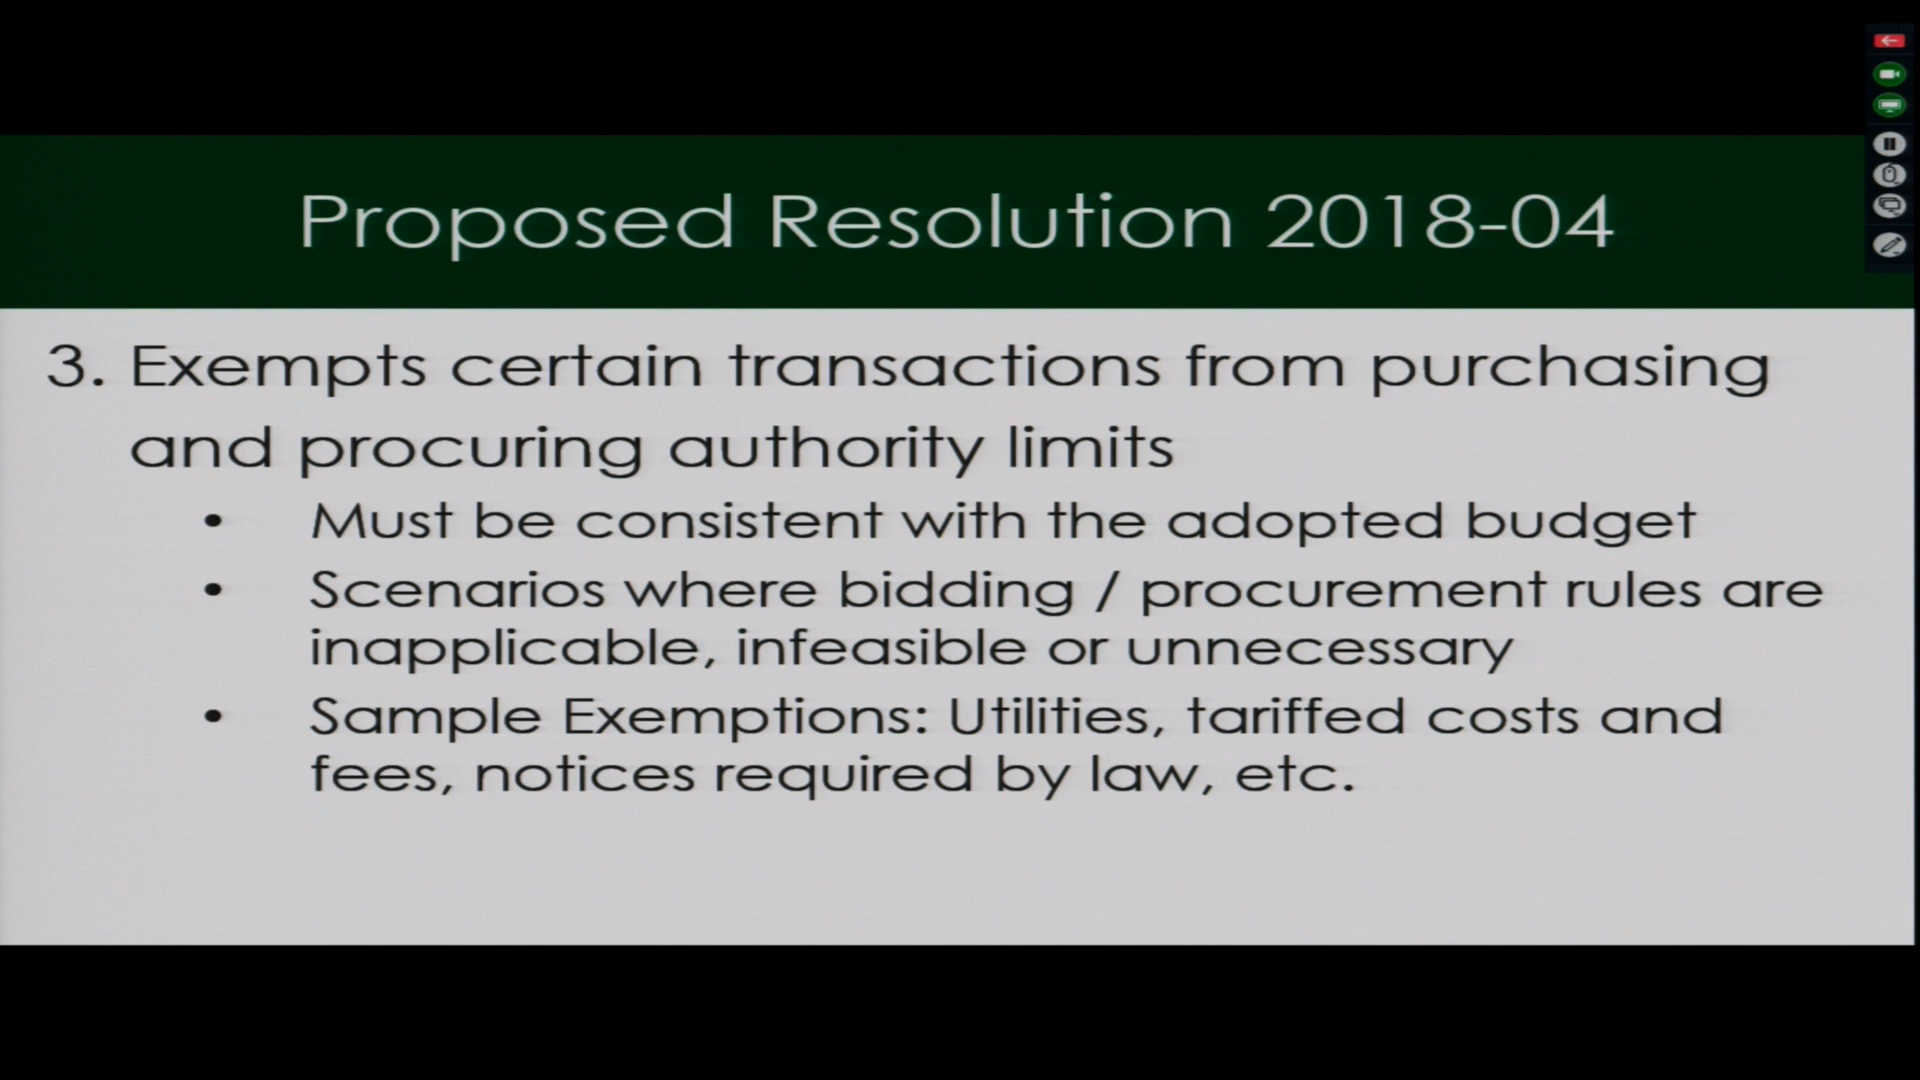 Proposed Resolution 2018-04
3. Exempts certain transactions from purchasing
and procuring authority limits
• Must be consistent with the adopted budget
• Scenarios where bidding / procurement rules are
inapplicable, infeasible or unnecessary
• Sample Exemptions: Utilities, tariffed costs and
fees, notices required by law, etc.